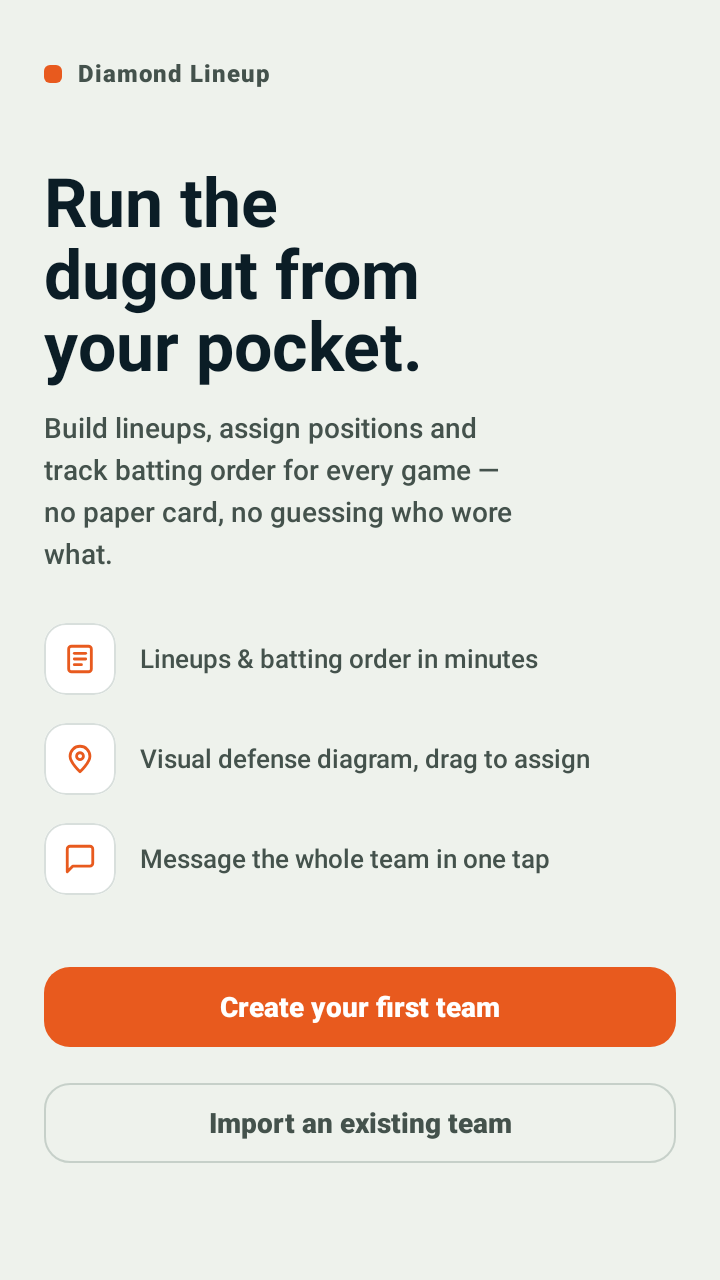 Diamond Lineup
Run the
dugout from
your pocket.
Build lineups, assign positions and
track batting order for every game —
no paper card, no guessing who wore
what.
Lineups & batting order in minutes
Visual defense diagram, drag to assign
Message the whole team in one tap
Create your first team
Import an existing team